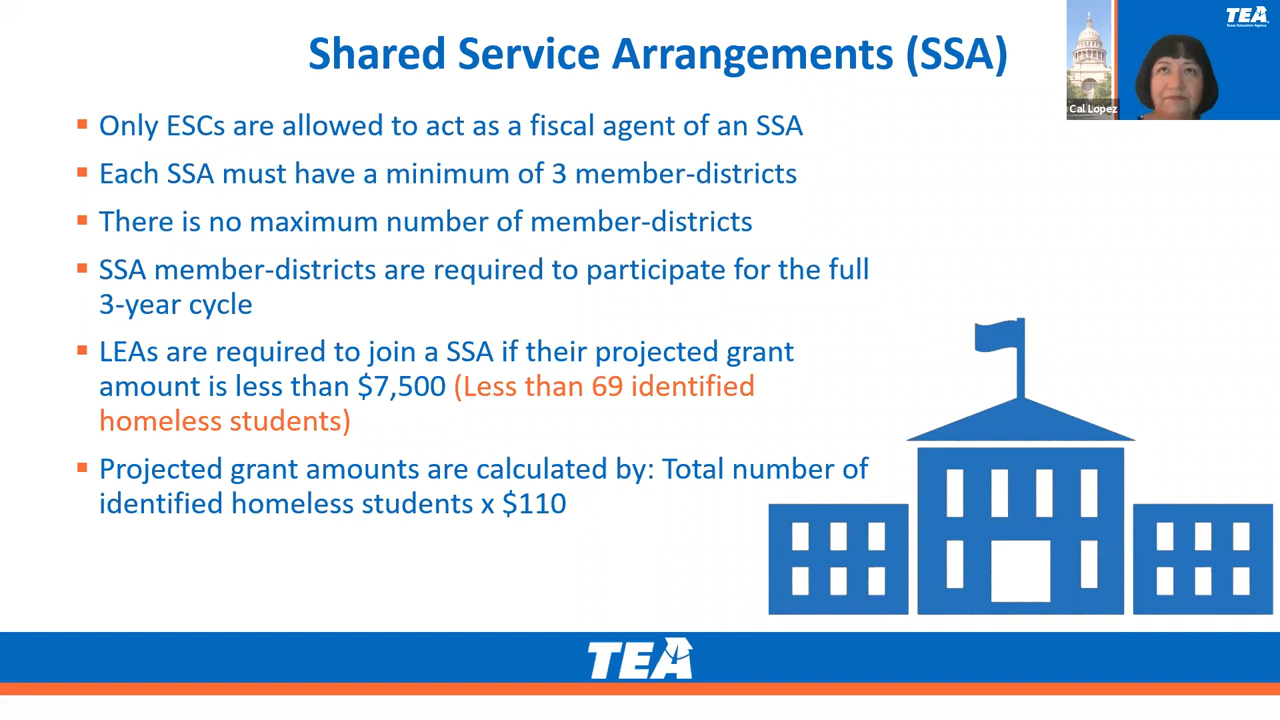 Shared Service Arrangements (SSA)
TEA
Texas Education Agency
Cal Lopez
▪ Only ESCs are allowed to act as a fiscal agent of an SSA
▪ Each SSA must have a minimum of 3 member-districts
▪ There is no maximum number of member-districts
▪ SSA member-districts are required to participate for the full
3-year cycle
▪ LEAs are required to join a SSA if their projected grant
amount is less than $7,500 (Less than 69 identified
homeless students)
▪ Projected grant amounts are calculated by: Total number of
identified homeless students x $110
TEA